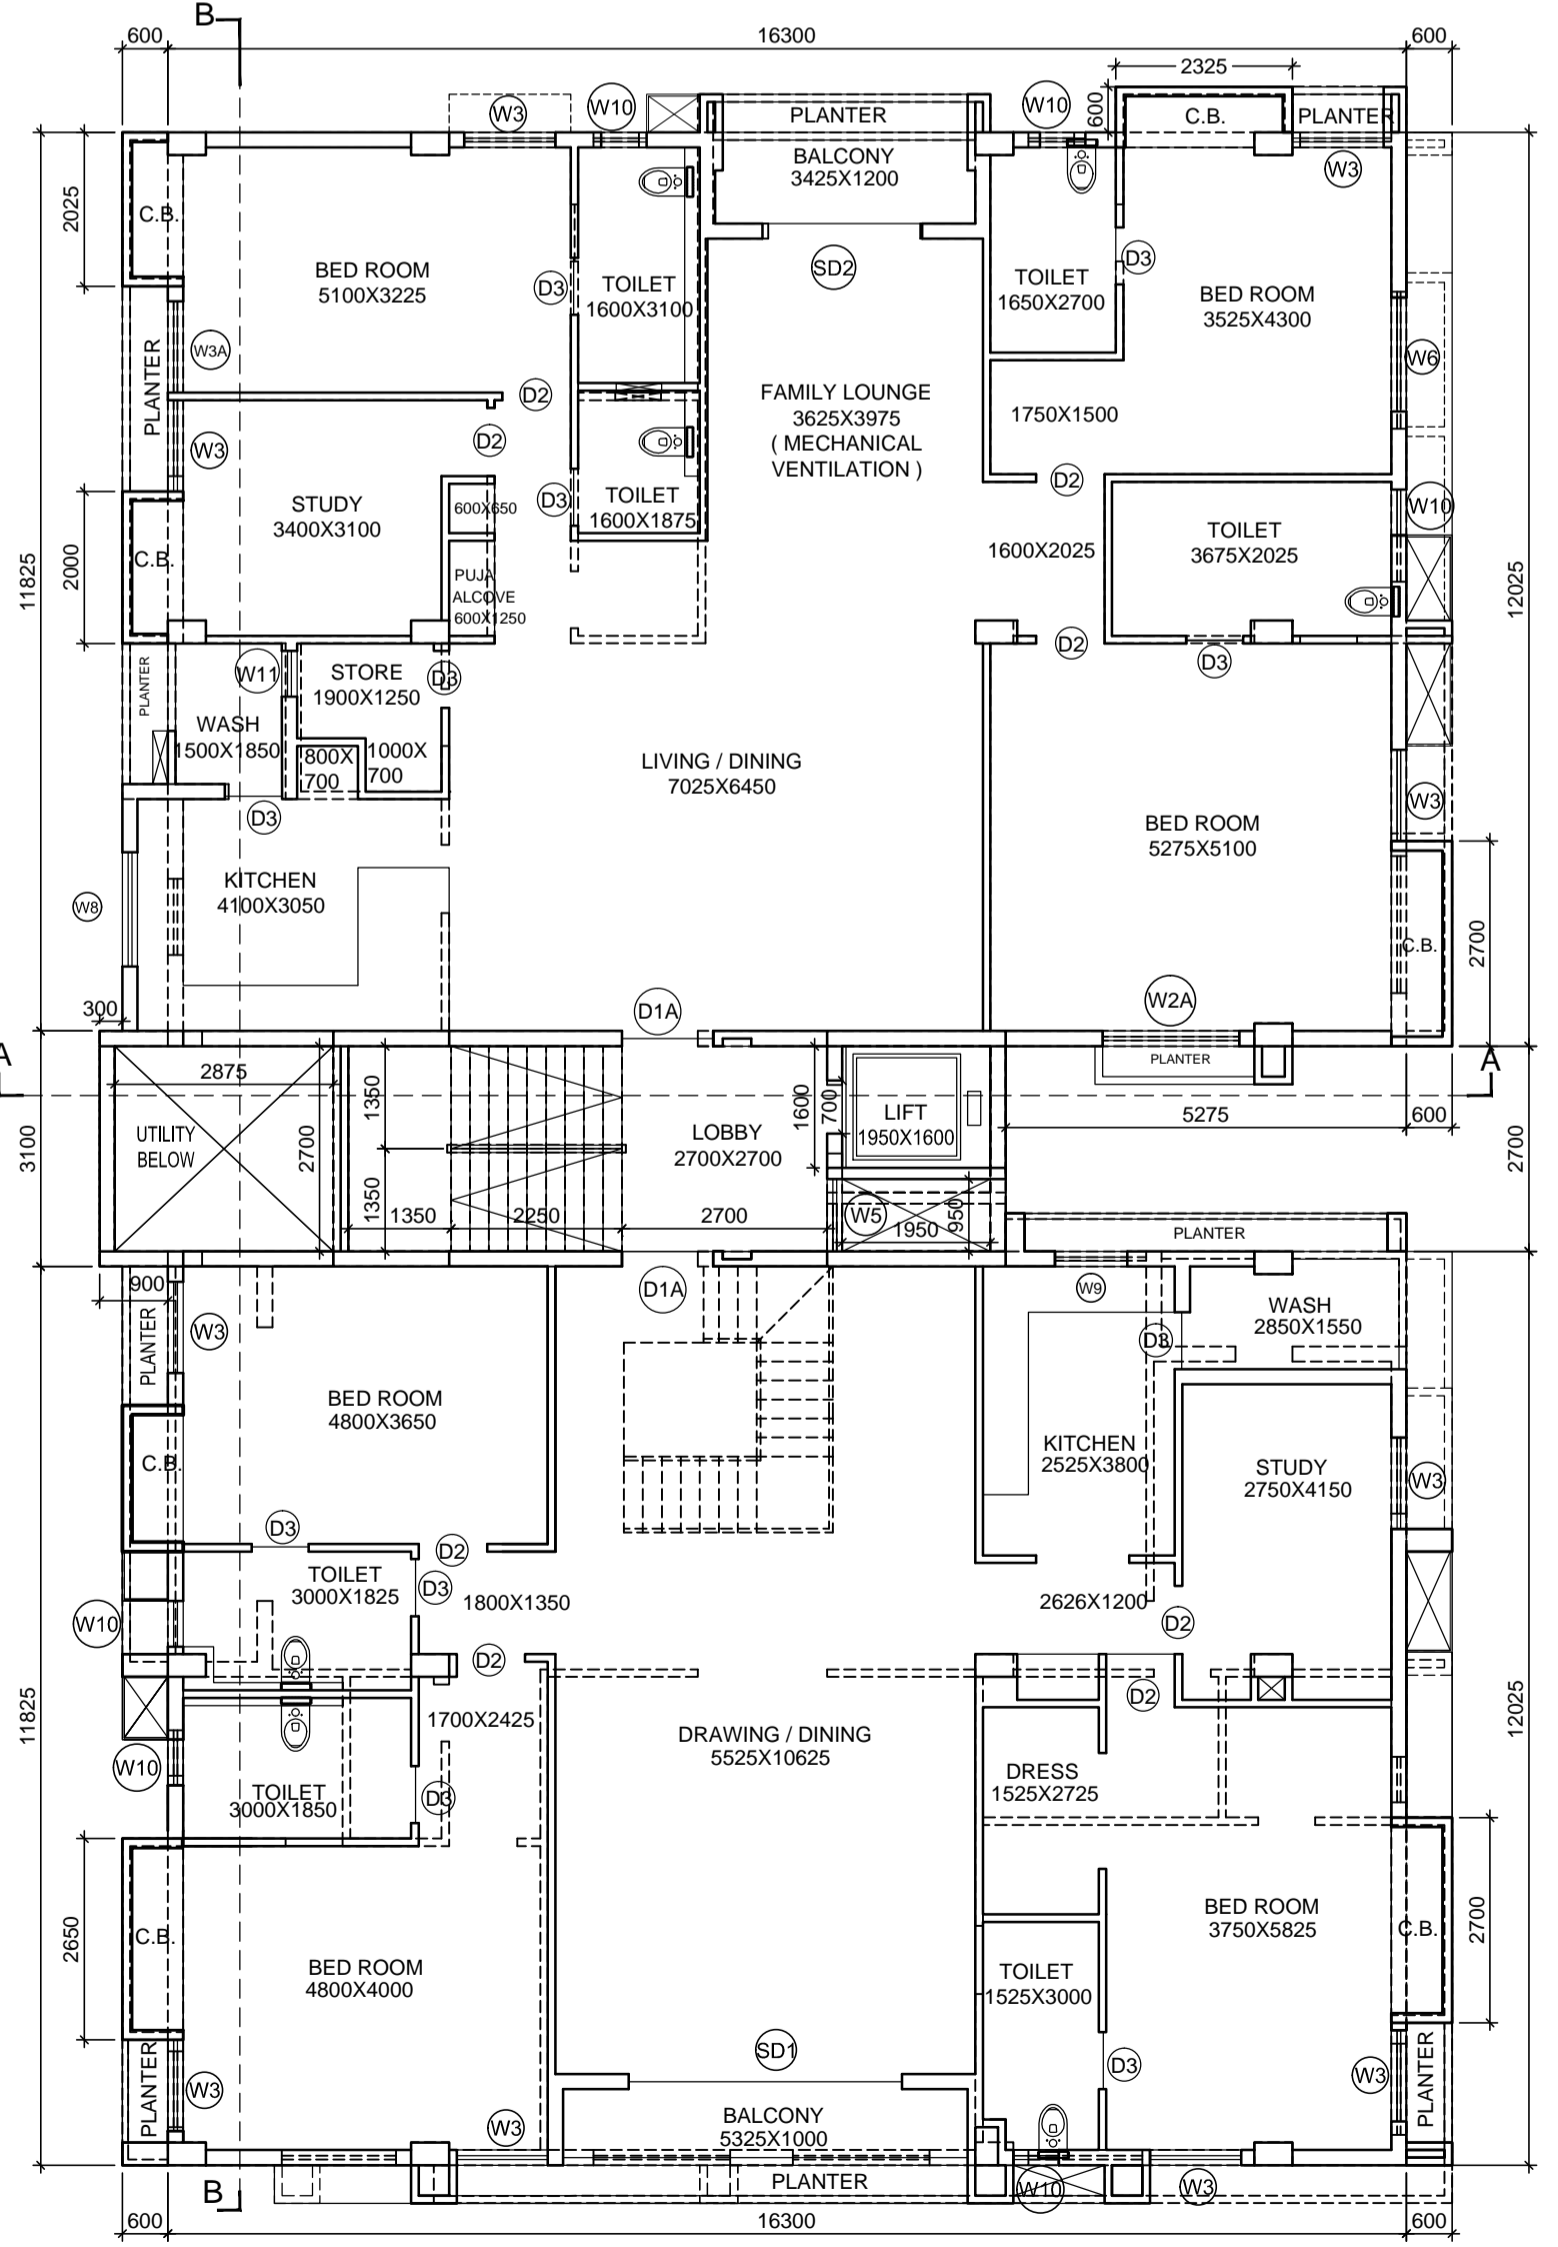 B
600
16300
600
2325
W3
W10
PLANTER
W10
600
C.B.
PLANTER
BALCONY
3425X1200
W3
2025
C.B.
BED ROOM
5100X3225
D3
TOILET
1600X3100
SD2
TOILET
1650X2700
D3
BED ROOM
3525X4300
W3A
PLANTER
W6
D2
FAMILY LOUNGE
3625X3975
( MECHANICAL
VENTILATION )
1750X1500
W3
D2
D2
STUDY
3400X3100
600X650
D3
TOILET
1600X1875
W10
TOILET
3675X2025
1600X2025
C.B.
2000
11825
12025
PUJA
ALCOVE
600X1250
PLANTER
W11
STORE
1900X1250
D3
D2
D3
WASH
1500X1850
800X
700
1000X
700
LIVING / DINING
7025X6450
D3
W3
BED ROOM
5275X5100
KITCHEN
4100X3050
W8
C.B.
2700
300
D1A
W2A
A
PLANTER
A
2875
1350
1600
700
LIFT
1950X1600
5275
600
UTILITY
BELOW
2700
LOBBY
2700X2700
3100
2700
1350
1350
2250
2700
W5
1950
950
PLANTER
900
PLANTER
W3
D1A
W9
D3
WASH
2850X1550
BED ROOM
4800X3650
KITCHEN
2525X3800
STUDY
2750X4150
C.B.
W3
D3
D2
TOILET
3000X1825
D3
1800X1350
2626X1200
W10
D2
D2
D2
1700X2425
11825
12025
DRAWING / DINING
5525X10625
W10
TOILET
3000X1850
D3
DRESS
1525X2725
2650
C.B.
BED ROOM
3750X5825
C.B.
2700
BED ROOM
4800X4000
TOILET
1525X3000
SD1
D3
PLANTER
W3
W3
BALCONY
5325X1000
W3
PLANTER
PLANTER
W10
W3
B
600
16300
600